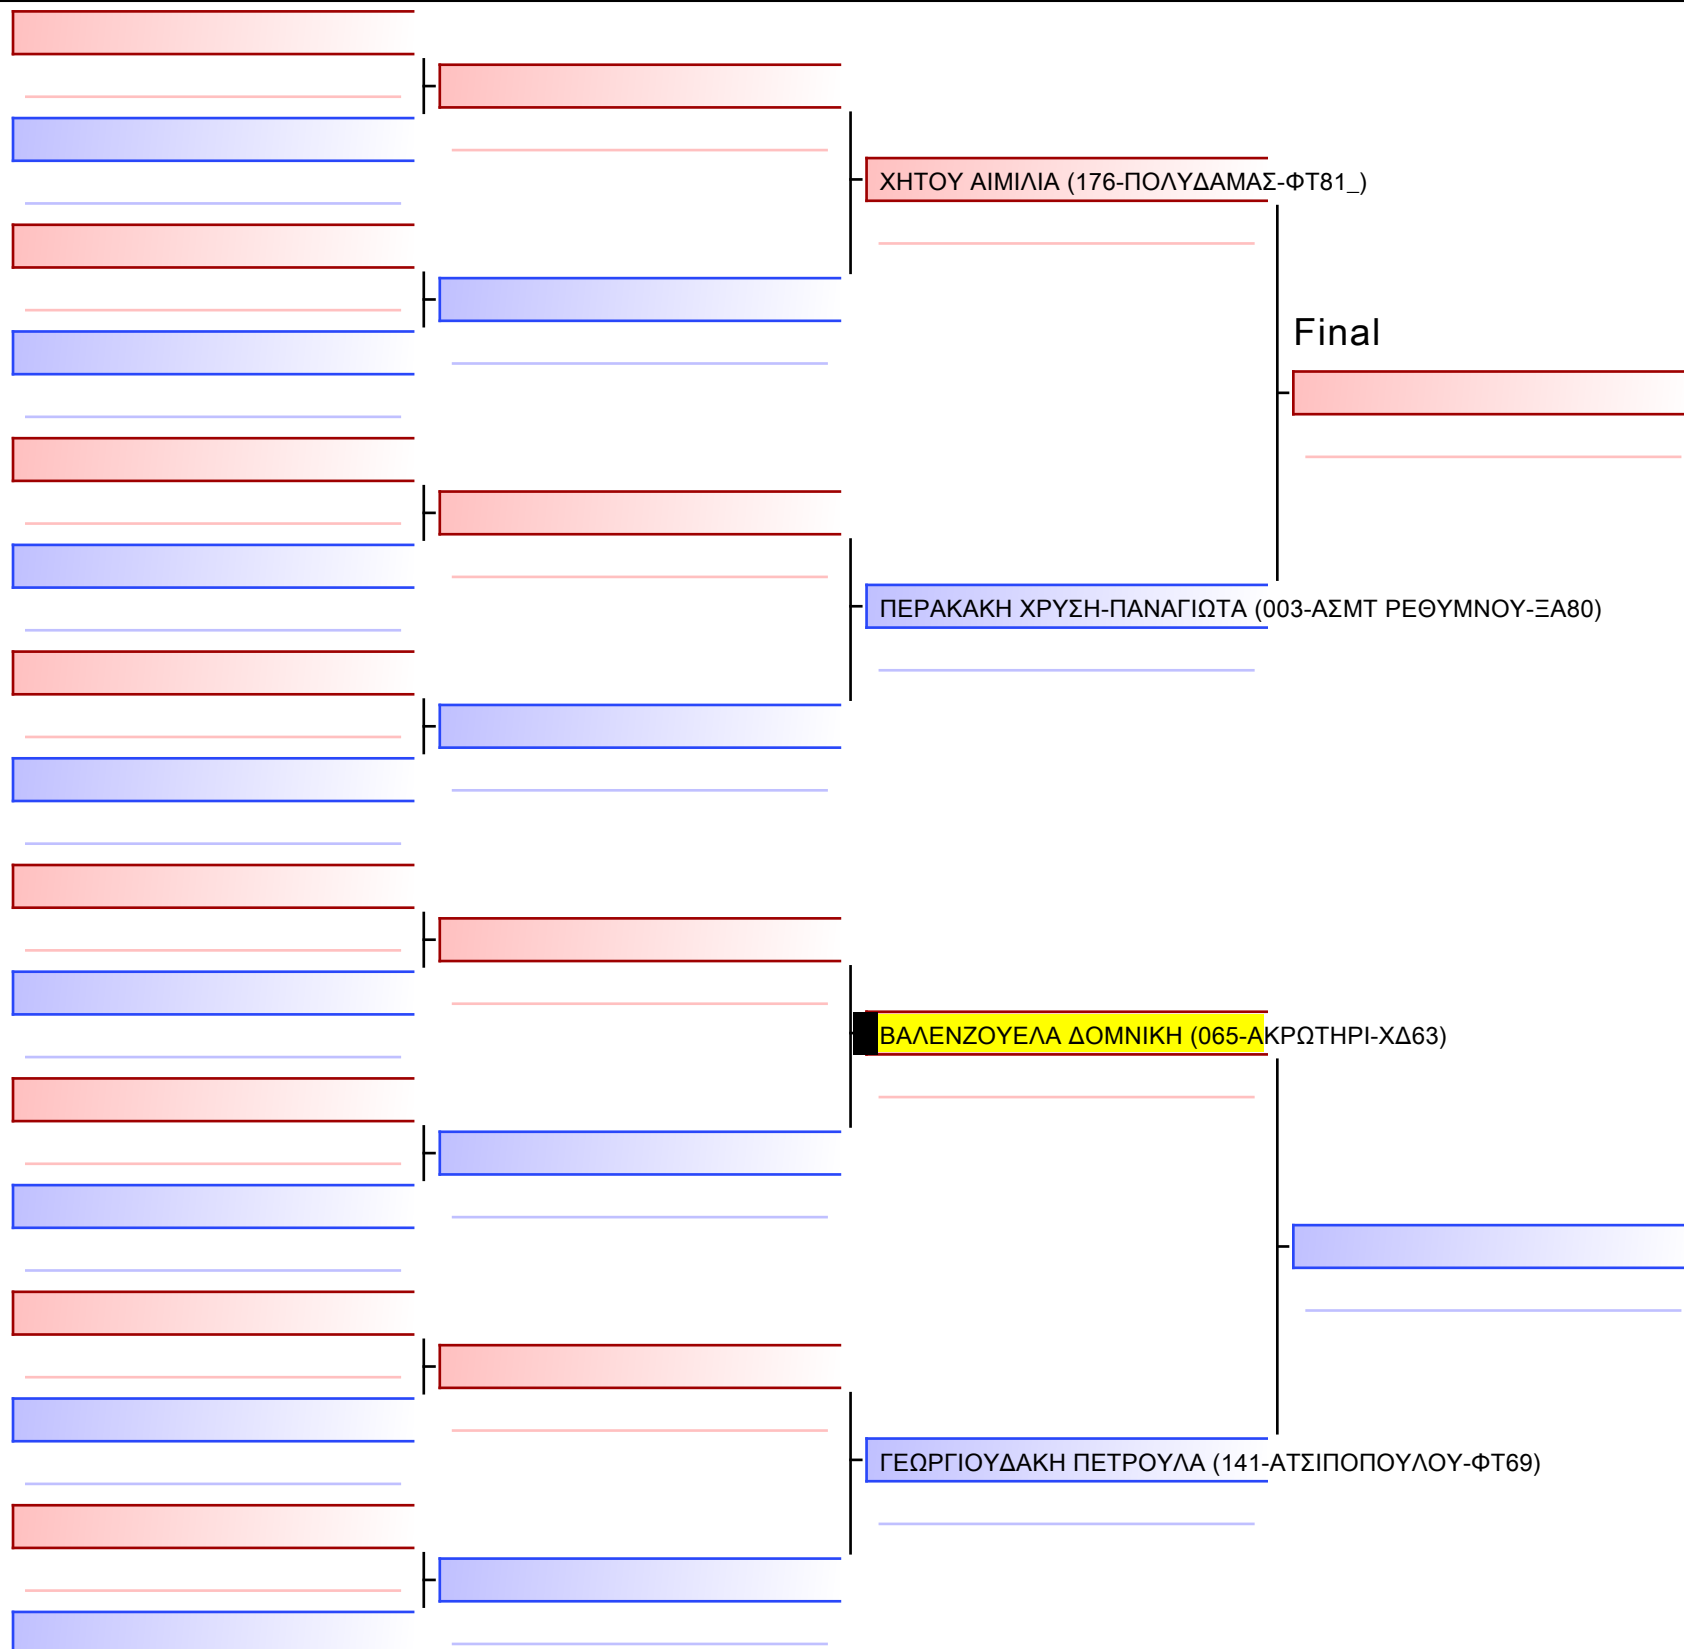 ΧΗΤΟΥ ΑΙΜΙΛΙΑ (176-ΠΟΛΥΔΑΜΑΣ-ΦΤ81_)
Final
ΠΕΡΑΚΑΚΗ ΧΡΥΣΗ-ΠΑΝΑΓΙΩΤΑ (003-ΑΣΜΤ ΡΕΘΥΜΝΟΥ-ΞΑ80)
ΒΑΛΕΝΖΟΥΕΛΑ ΔΟΜΝΙΚΗ (065-ΑΚΡΩΤΗΡΙ-ΧΔ63)
ΓΕΩΡΓΙΟΥΔΑΚΗ ΠΕΤΡΟΥΛΑ (141-ΑΤΣΙΠΟΠΟΥΛΟΥ-ΦΤ69)